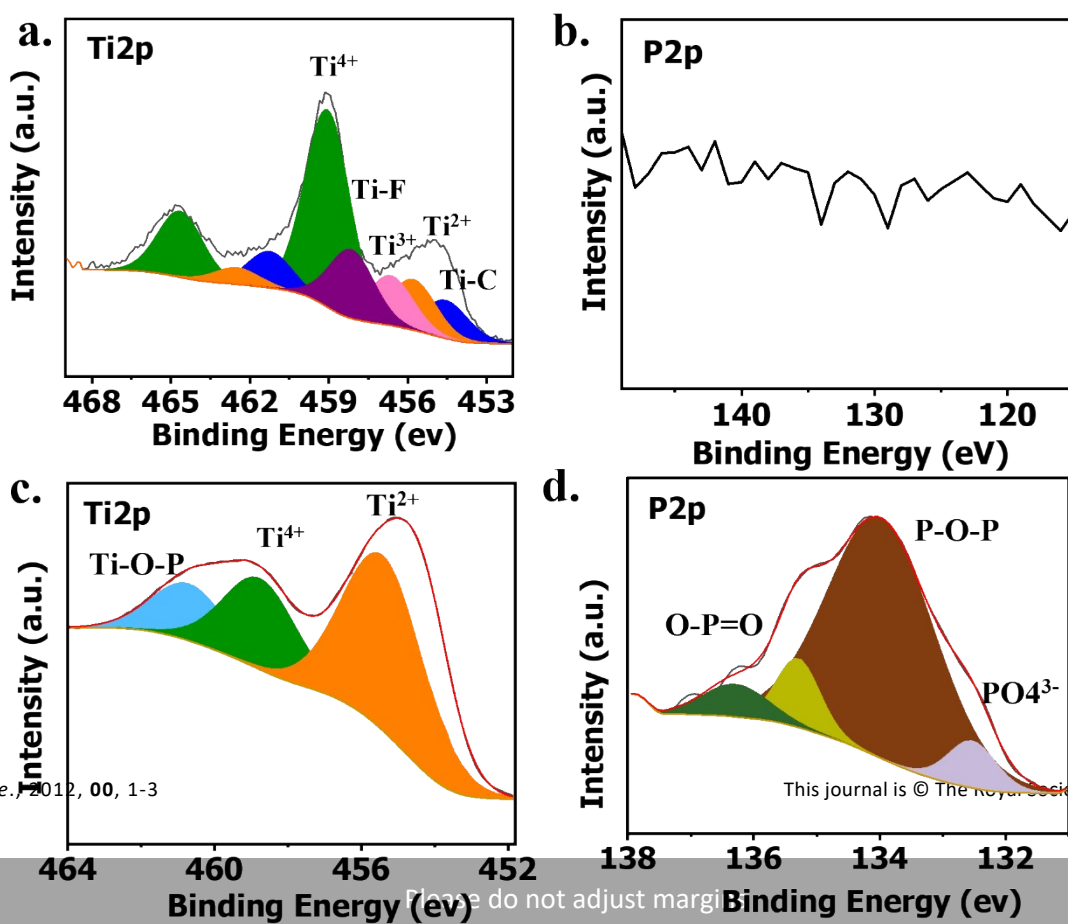 a.
Ti2p
Ti⁴⁺
Ti-F
Ti³⁺
Ti²⁺
Ti-C
Intensity (a.u.)
468 465 462 459 456 453
Binding Energy (ev)
b.
P2p
Intensity (a.u.)
140 130 120
Binding Energy (eV)
c.
Ti2p
Ti²⁺
Ti⁴⁺
Ti-O-P
Intensity (a.u.)
464 460 456 452
Binding Energy (ev)
d.
P2p
P-O-P
O-P=O
PO4³⁻
Intensity (a.u.)
138 136 134 132
Binding Energy (ev)
2012, 00, 1-3
This journal is © The Royal
Please do not adjust margins